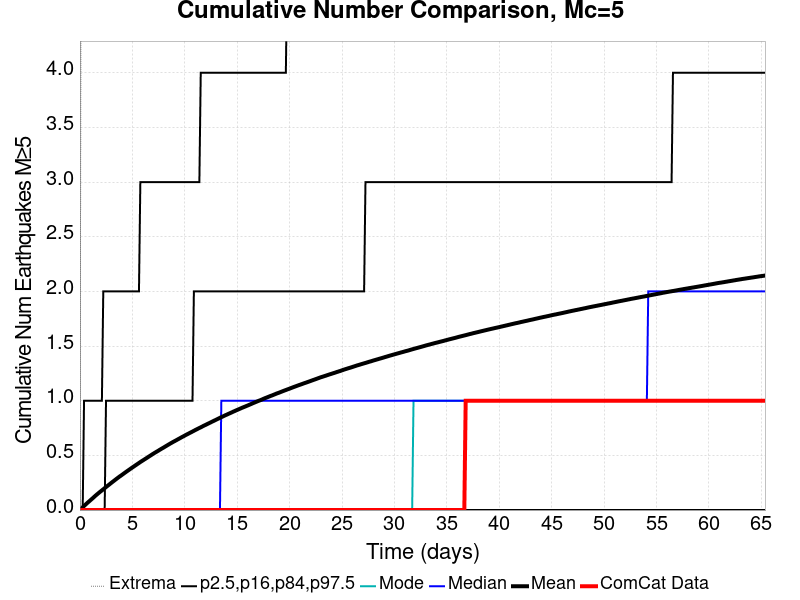 Cumulative Number Comparison, Mc=5
Cumulative Num Earthquakes M≥5
4.0
3.5
3.0
2.5
2.0
1.5
1.0
0.5
0.0
0 5 10 15 20 25 30 35 40 45 50 55 60 65
Time (days)
Extrema p2.5,p16,p84,p97.5 Mode Median Mean ComCat Data